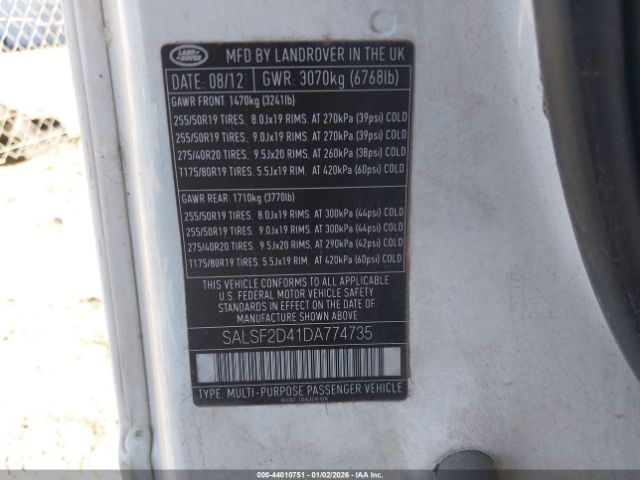 LAND ROVER
MFD BY LANDROVER IN THE UK
DATE: 08/12 GWR: 3070kg (6768lb)
GAWR FRONT: 1470kg (3241lb)
255/50R19 TIRES. 8.0Jx19 RIMS. AT 270kPa (39psi) COLD
255/50R19 TIRES. 9.0Jx19 RIMS. AT 270kPa (39psi) COLD
275/40R20 TIRES. 9.5Jx20 RIMS. AT 260kPa (38psi) COLD
T175/80R19 TIRES. 5.5Jx19 RIM. AT 420kPa (60psi) COLD
GAWR REAR: 1710kg (3770lb)
255/50R19 TIRES. 8.0Jx19 RIMS. AT 300kPa (44psi) COLD
255/50R19 TIRES. 9.0Jx19 RIMS. AT 300kPa (44psi) COLD
275/40R20 TIRES. 9.5Jx20 RIMS. AT 290kPa (42psi) COLD
T175/80R19 TIRES. 5.5Jx19 RIM. AT 420kPa (60psi) COLD
THIS VEHICLE CONFORMS TO ALL APPLICABLE
U.S. FEDERAL MOTOR VEHICLE SAFETY
STANDARDS IN EFFECT ON THE DATE OF
MANUFACTURE SHOWN ABOVE
SALSF2D41DA774735
TYPE: MULTI-PURPOSE PASSENGER VEHICLE
000-44010751 - 01/02/2026 - IAAI.COM